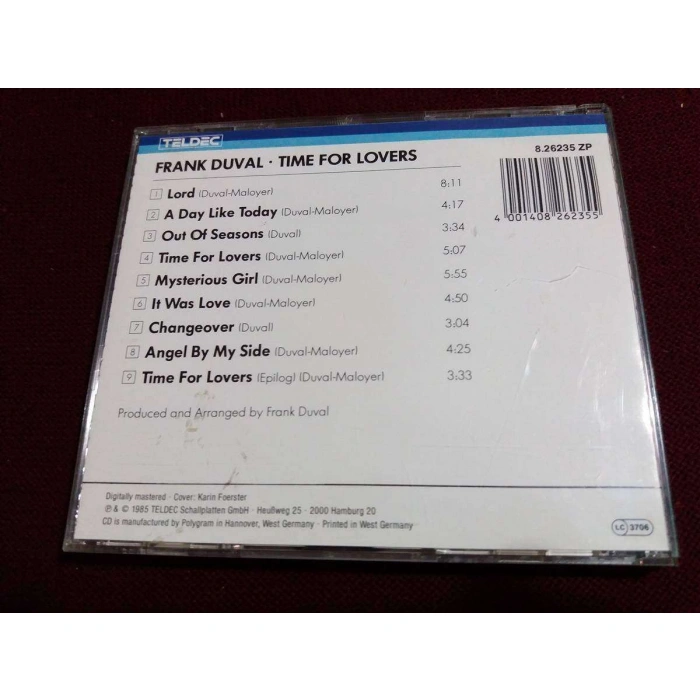 TELDEC
FRANK DUVAL · TIME FOR LOVERS
8.26235 ZP
4 001408 262355
1 Lord (Duval-Maloyer) 8:11
2 A Day Like Today (Duval-Maloyer) 4:17
3 Out Of Seasons (Duval) 3:34
4 Time For Lovers (Duval-Maloyer) 5:07
5 Mysterious Girl (Duval-Maloyer) 5:55
6 It Was Love (Duval-Maloyer) 4:50
7 Changeover (Duval) 3:04
8 Angel By My Side (Duval-Maloyer) 4:25
9 Time For Lovers (Epilog) (Duval-Maloyer) 3:33
Produced and Arranged by Frank Duval
Digitally mastered · Cover: Karin Foerster
℗ & © 1985 TELDEC Schallplatten GmbH · Heußweg 25 · 2000 Hamburg 20
CD is manufactured by Polygram in Hannover, West Germany · Printed in West Germany
LC 3706